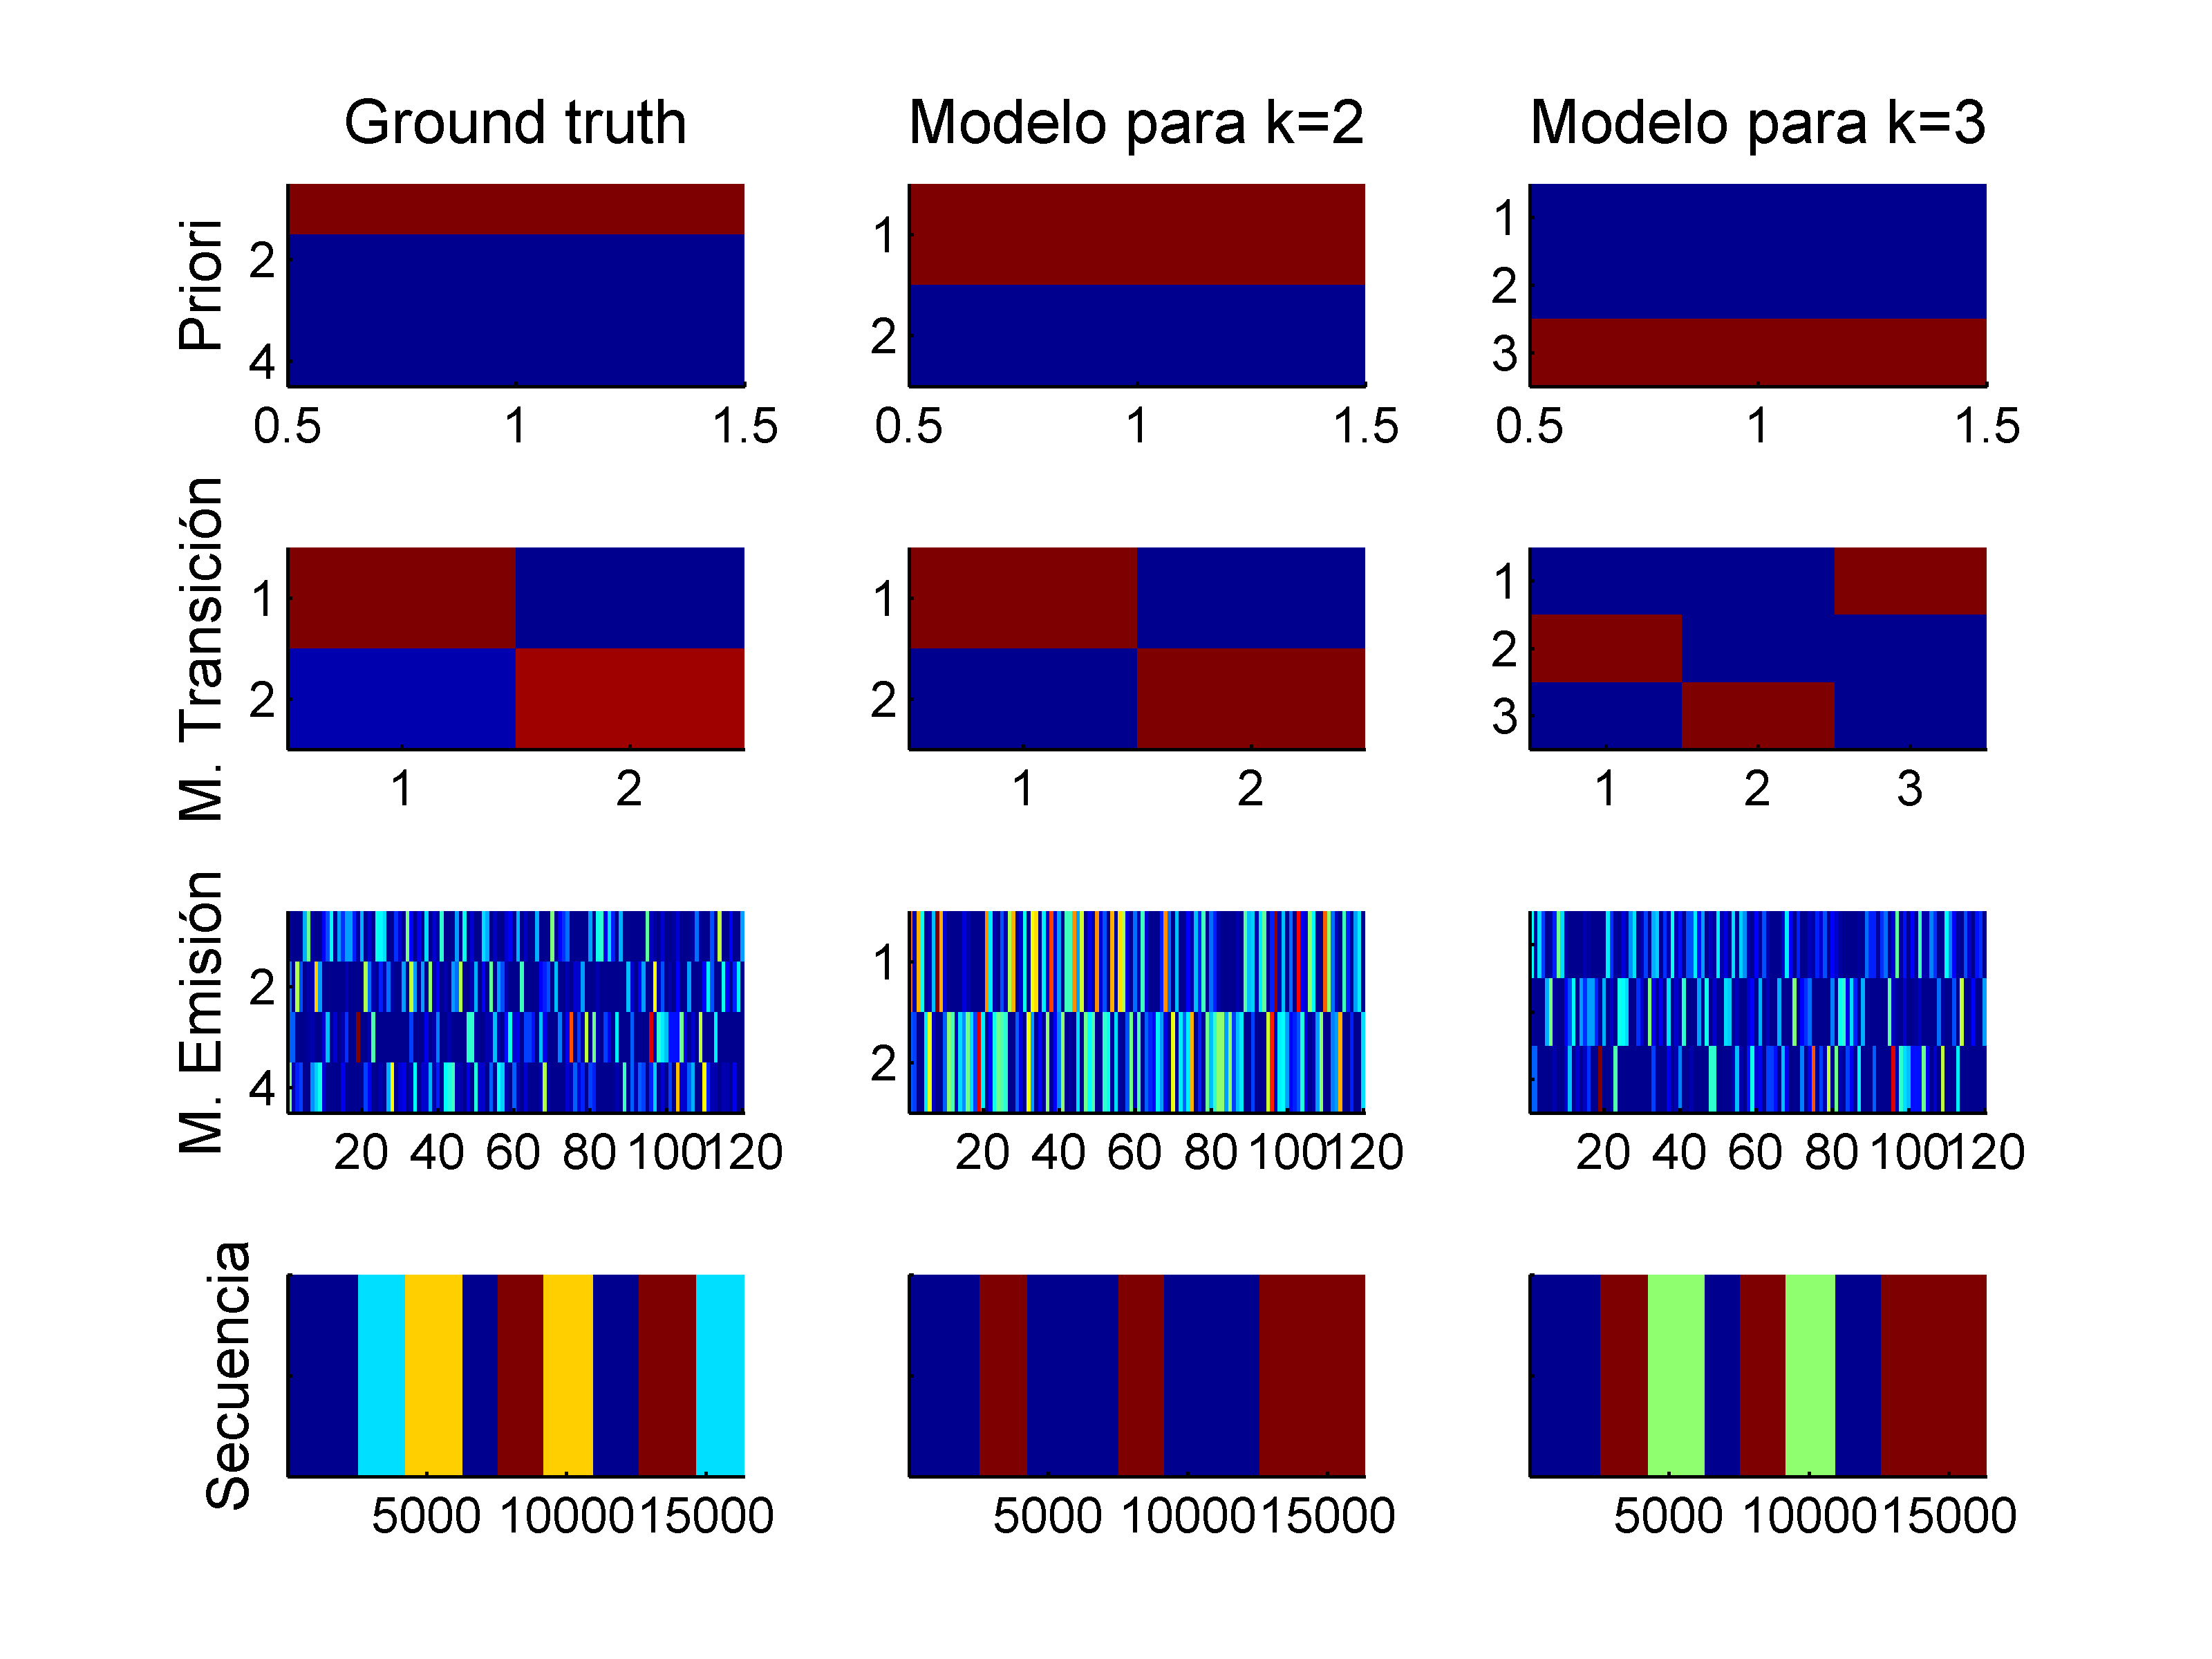 Ground truth
Modelo para k=2
Modelo para k=3
Priori
2
4
0.5 1 1.5
1
2
0.5 1 1.5
1
2
3
0.5 1 1.5
M. Transición
1
2
1 2
1
2
1 2
1
2
3
1 2 3
M. Emisión
2
4
20 40 60 80 100 120
1
2
20 40 60 80 100 120
20 40 60 80 100 120
Secuencia
5000 10000 15000
5000 10000 15000
5000 10000 15000